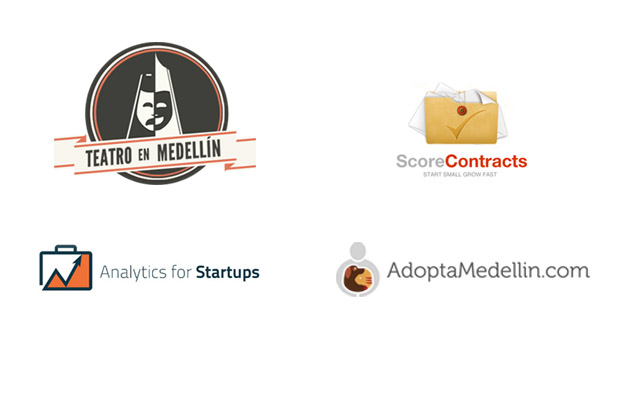 TEATRO EN MEDELLÍN
ScoreContracts
START SMALL GROW FAST
Analytics for Startups
AdoptaMedellin.com